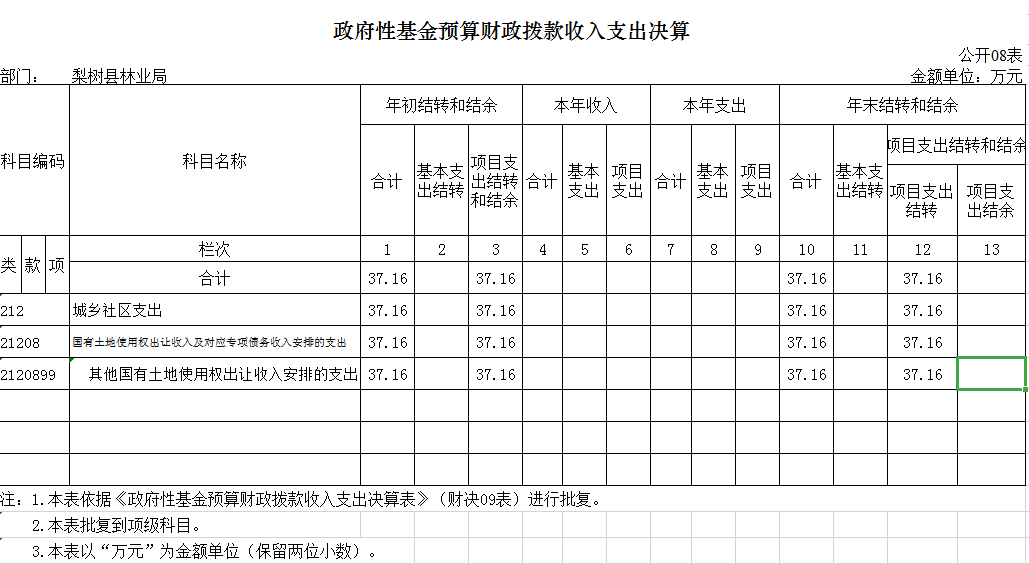 政府性基金预算财政拨款收入支出决算
公开08表
部门： 梨树县林业局 金额单位：万元
科目编码 科目名称 年初结转和结余 本年收入 本年支出 年末结转和结余
合计 基本支出结转 项目支出结转和结余 合计 基本支出 项目支出 合计 基本支出 项目支出 合计 基本支出结转 项目支出结转和结余
项目支出结转 项目支出结余
类 款 项 栏次 1 2 3 4 5 6 7 8 9 10 11 12 13
合计 37.16 37.16 37.16 37.16
212 城乡社区支出 37.16 37.16 37.16 37.16
21208 国有土地使用权出让收入及对应专项债务收入安排的支出 37.16 37.16 37.16 37.16
2120899 其他国有土地使用权出让收入安排的支出 37.16 37.16 37.16 37.16
注：1.本表依据《政府性基金预算财政拨款收入支出决算表》（财决09表）进行批复。
2.本表批复到项级科目。
3.本表以“万元”为金额单位（保留两位小数）。